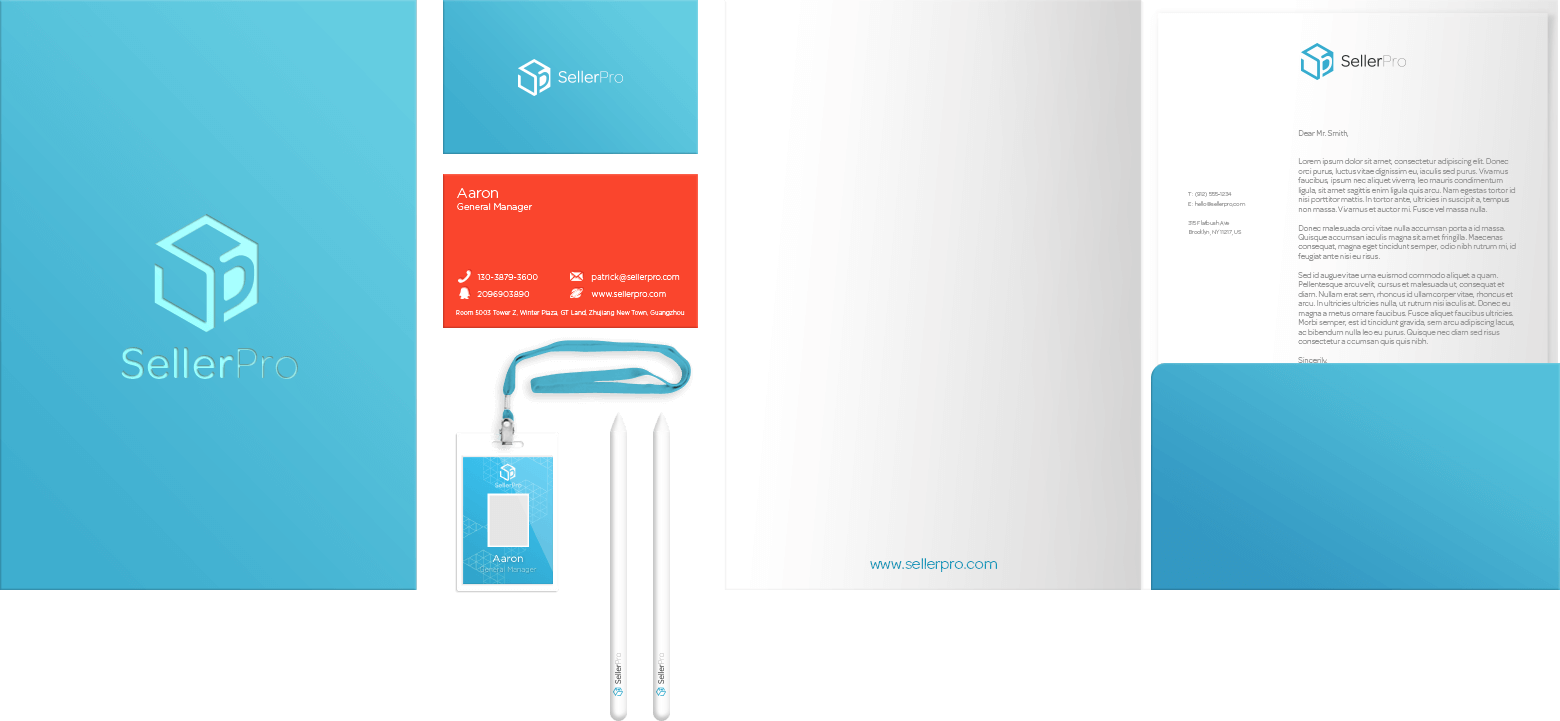 SellerPro
SellerPro
Aaron
General Manager
130-3879-3600
patrick@sellerpro.com
2096903890
www.sellerpro.com
Room 5003 Tower Z, Winter Plaza, GT Land, Zhujiang New Town, Guangzhou
SellerPro
Aaron
General Manager
SellerPro
SellerPro
www.sellerpro.com
SellerPro
Dear Mr. Smith,
Lorem ipsum dolor sit amet, consectetur adipiscing elit. Donec
orci purus, luctus vitae dignissim eu, iaculis sed purus. Vivamus
faucibus, ipsum nec aliquet viverra, leo mauris condimentum
ligula, sit amet sagittis enim ligula quis arcu. Nam egestas tortor id
nisi porttitor mattis. In tortor ante, ultricies in suscipit a, tempus
non massa. Vivamus et auctor mi. Fusce vel massa nulla.
Donec malesuada orci vitae nulla accumsan porta a id massa.
Quisque accumsan iaculis magna sit amet fringilla. Maecenas
consequat, magna eget tincidunt semper, odio nibh rutrum mi, id
feugiat ante nisi eu risus.
Sed id augue vitae urna euismod commodo aliquet a quam.
Pellentesque arcu velit, cursus et malesuada ut, consequat et
diam. Nullam erat sem, rhoncus id ullamcorper vitae, rhoncus et
arcu. In ultricies ultricies nulla, ut rutrum nisi iaculis at. Donec eu
magna a metus ornare faucibus. Fusce aliquet faucibus ultricies.
Morbi semper, est id tincidunt gravida, sem arcu adipiscing lacus,
ac bibendum nulla leo eu purus. Quisque nec diam sed risus
consectetur accumsan quis quis nibh.
Sincerily,
T: (912) 555-1234
E: hello@sellerpro.com
315 Flatbush Ave
Brooklyn, NY 11217, US